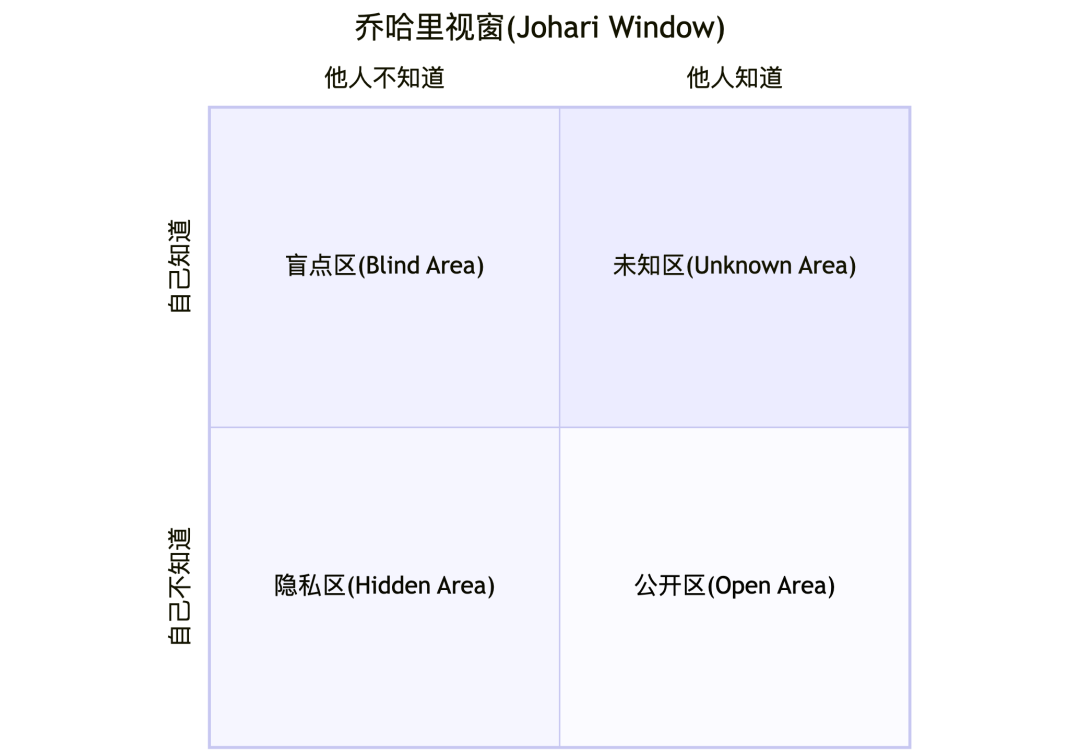 乔哈里视窗(Johari Window)
他人不知道
他人知道
自己知道
盲点区(Blind Area)
未知区(Unknown Area)
自己不知道
隐私区(Hidden Area)
公开区(Open Area)